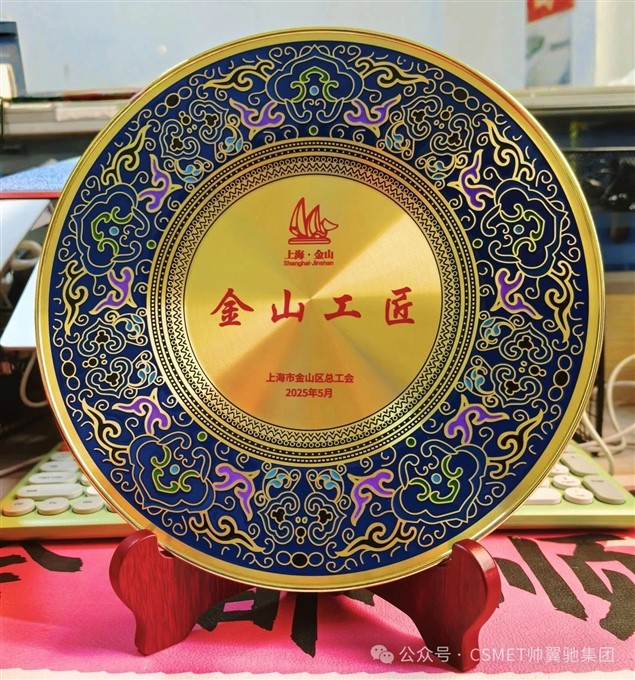 上海·金山
Shanghai·Jinshan
金山工匠
上海市金山区总工会
2025年5月
公众号·CSMET帅翼驰集团